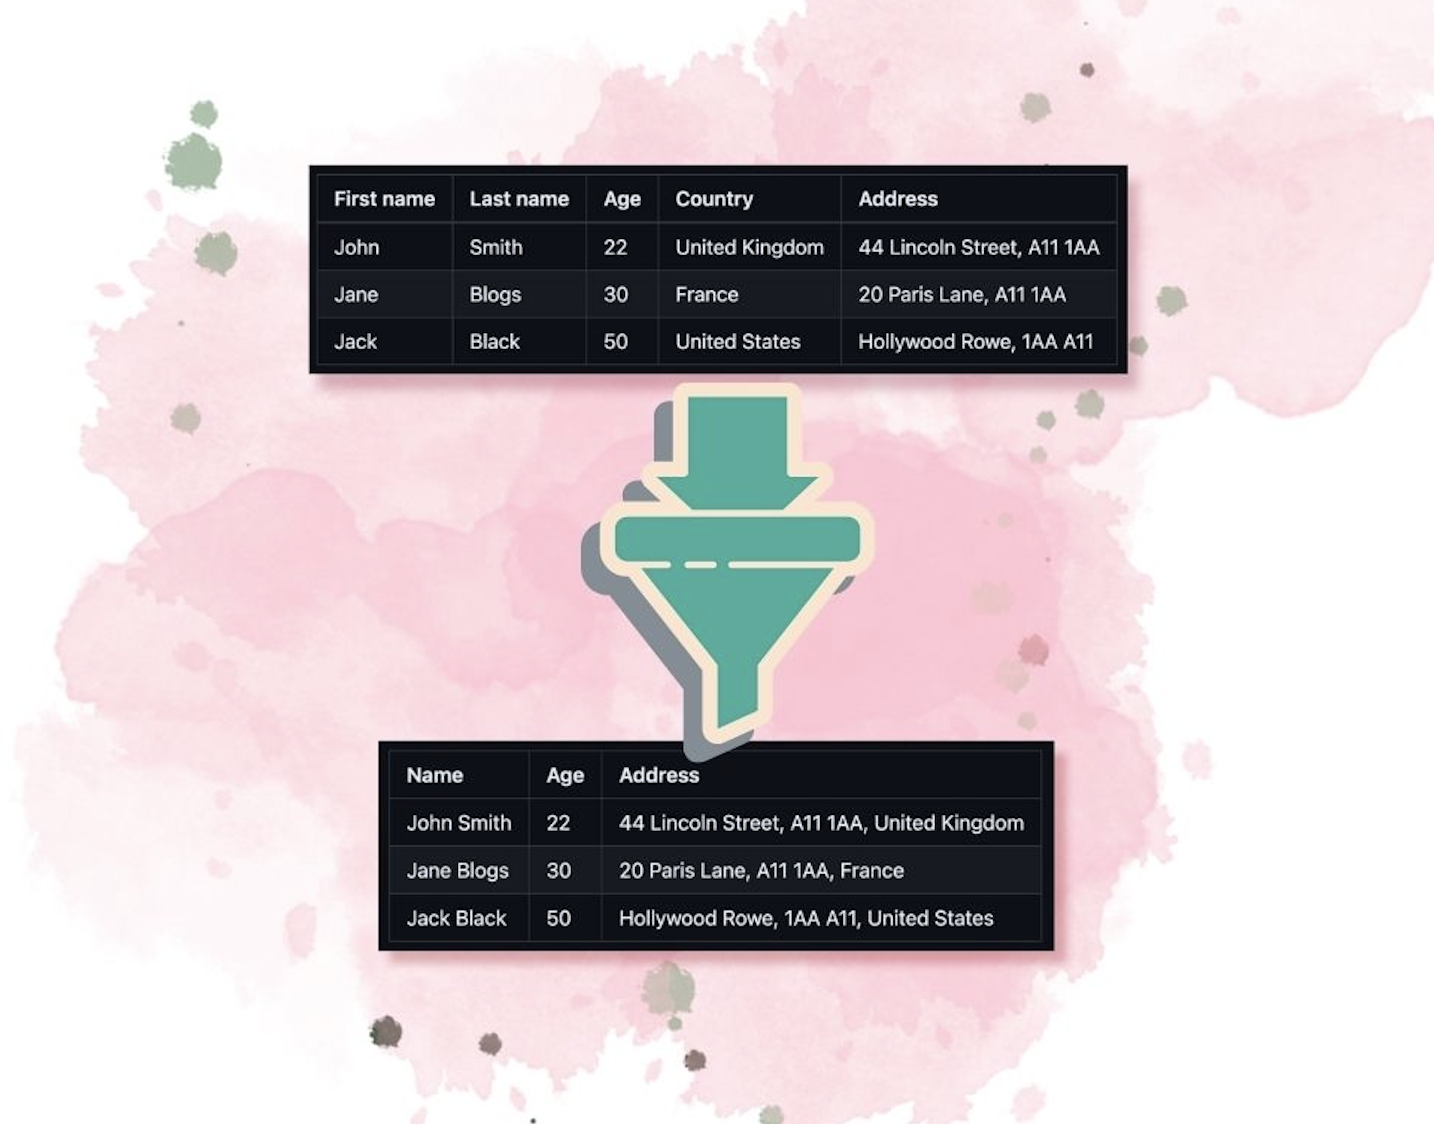 First name Last name Age Country Address
John Smith 22 United Kingdom 44 Lincoln Street, A11 1AA
Jane Blogs 30 France 20 Paris Lane, A11 1AA
Jack Black 50 United States Hollywood Rowe, 1AA A11
Name Age Address
John Smith 22 44 Lincoln Street, A11 1AA, United Kingdom
Jane Blogs 30 20 Paris Lane, A11 1AA, France
Jack Black 50 Hollywood Rowe, 1AA A11, United States